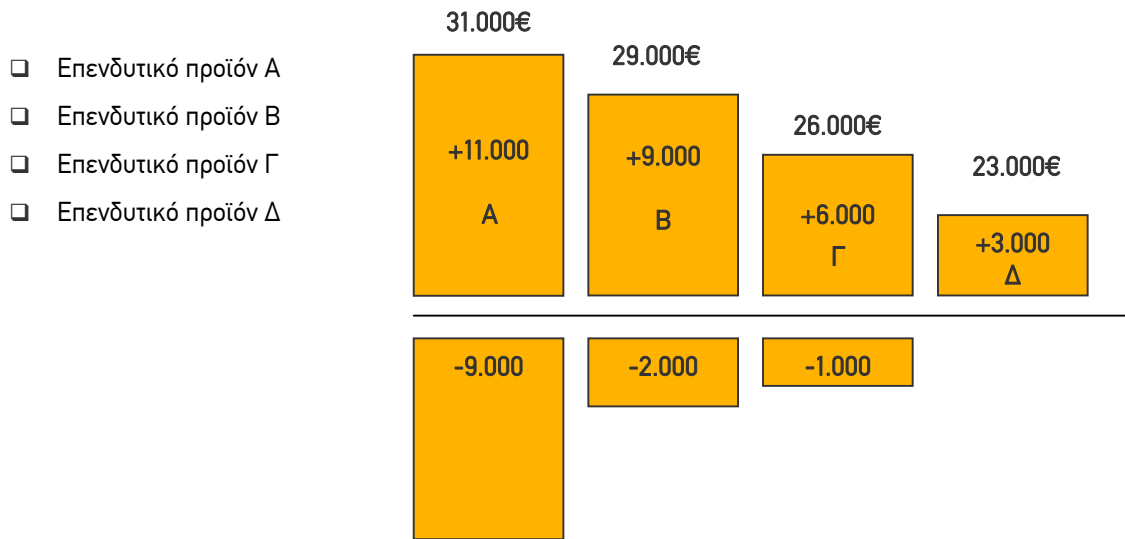 Επενδυτικό προϊόν Α
Επενδυτικό προϊόν Β
Επενδυτικό προϊόν Γ
Επενδυτικό προϊόν Δ
31.000€
29.000€
26.000€
23.000€
+11.000
Α
+9.000
Β
+6.000
Γ
+3.000
Δ
-9.000
-2.000
-1.000